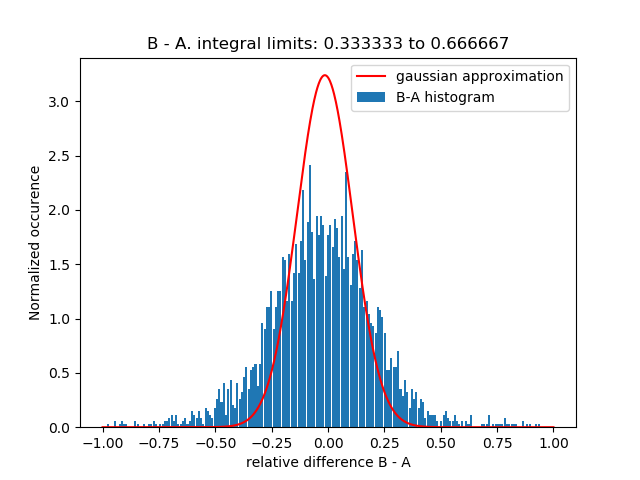 B - A. integral limits: 0.333333 to 0.666667
gaussian approximation
B-A histogram
Normalized occurence
3.0
2.5
2.0
1.5
1.0
0.5
0.0
−1.00 −0.75 −0.50 −0.25 0.00 0.25 0.50 0.75 1.00
relative difference B - A